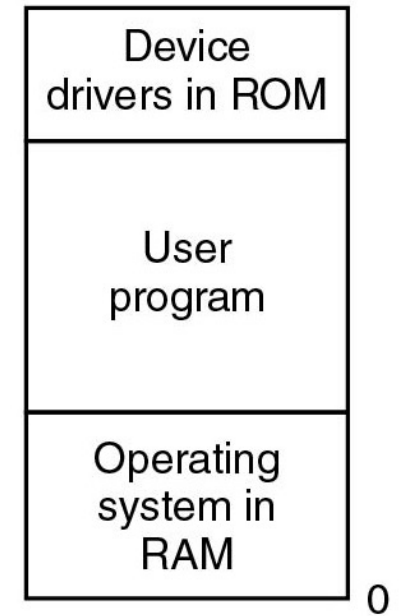 Device
drivers in ROM
User
program
Operating
system in
RAM
0